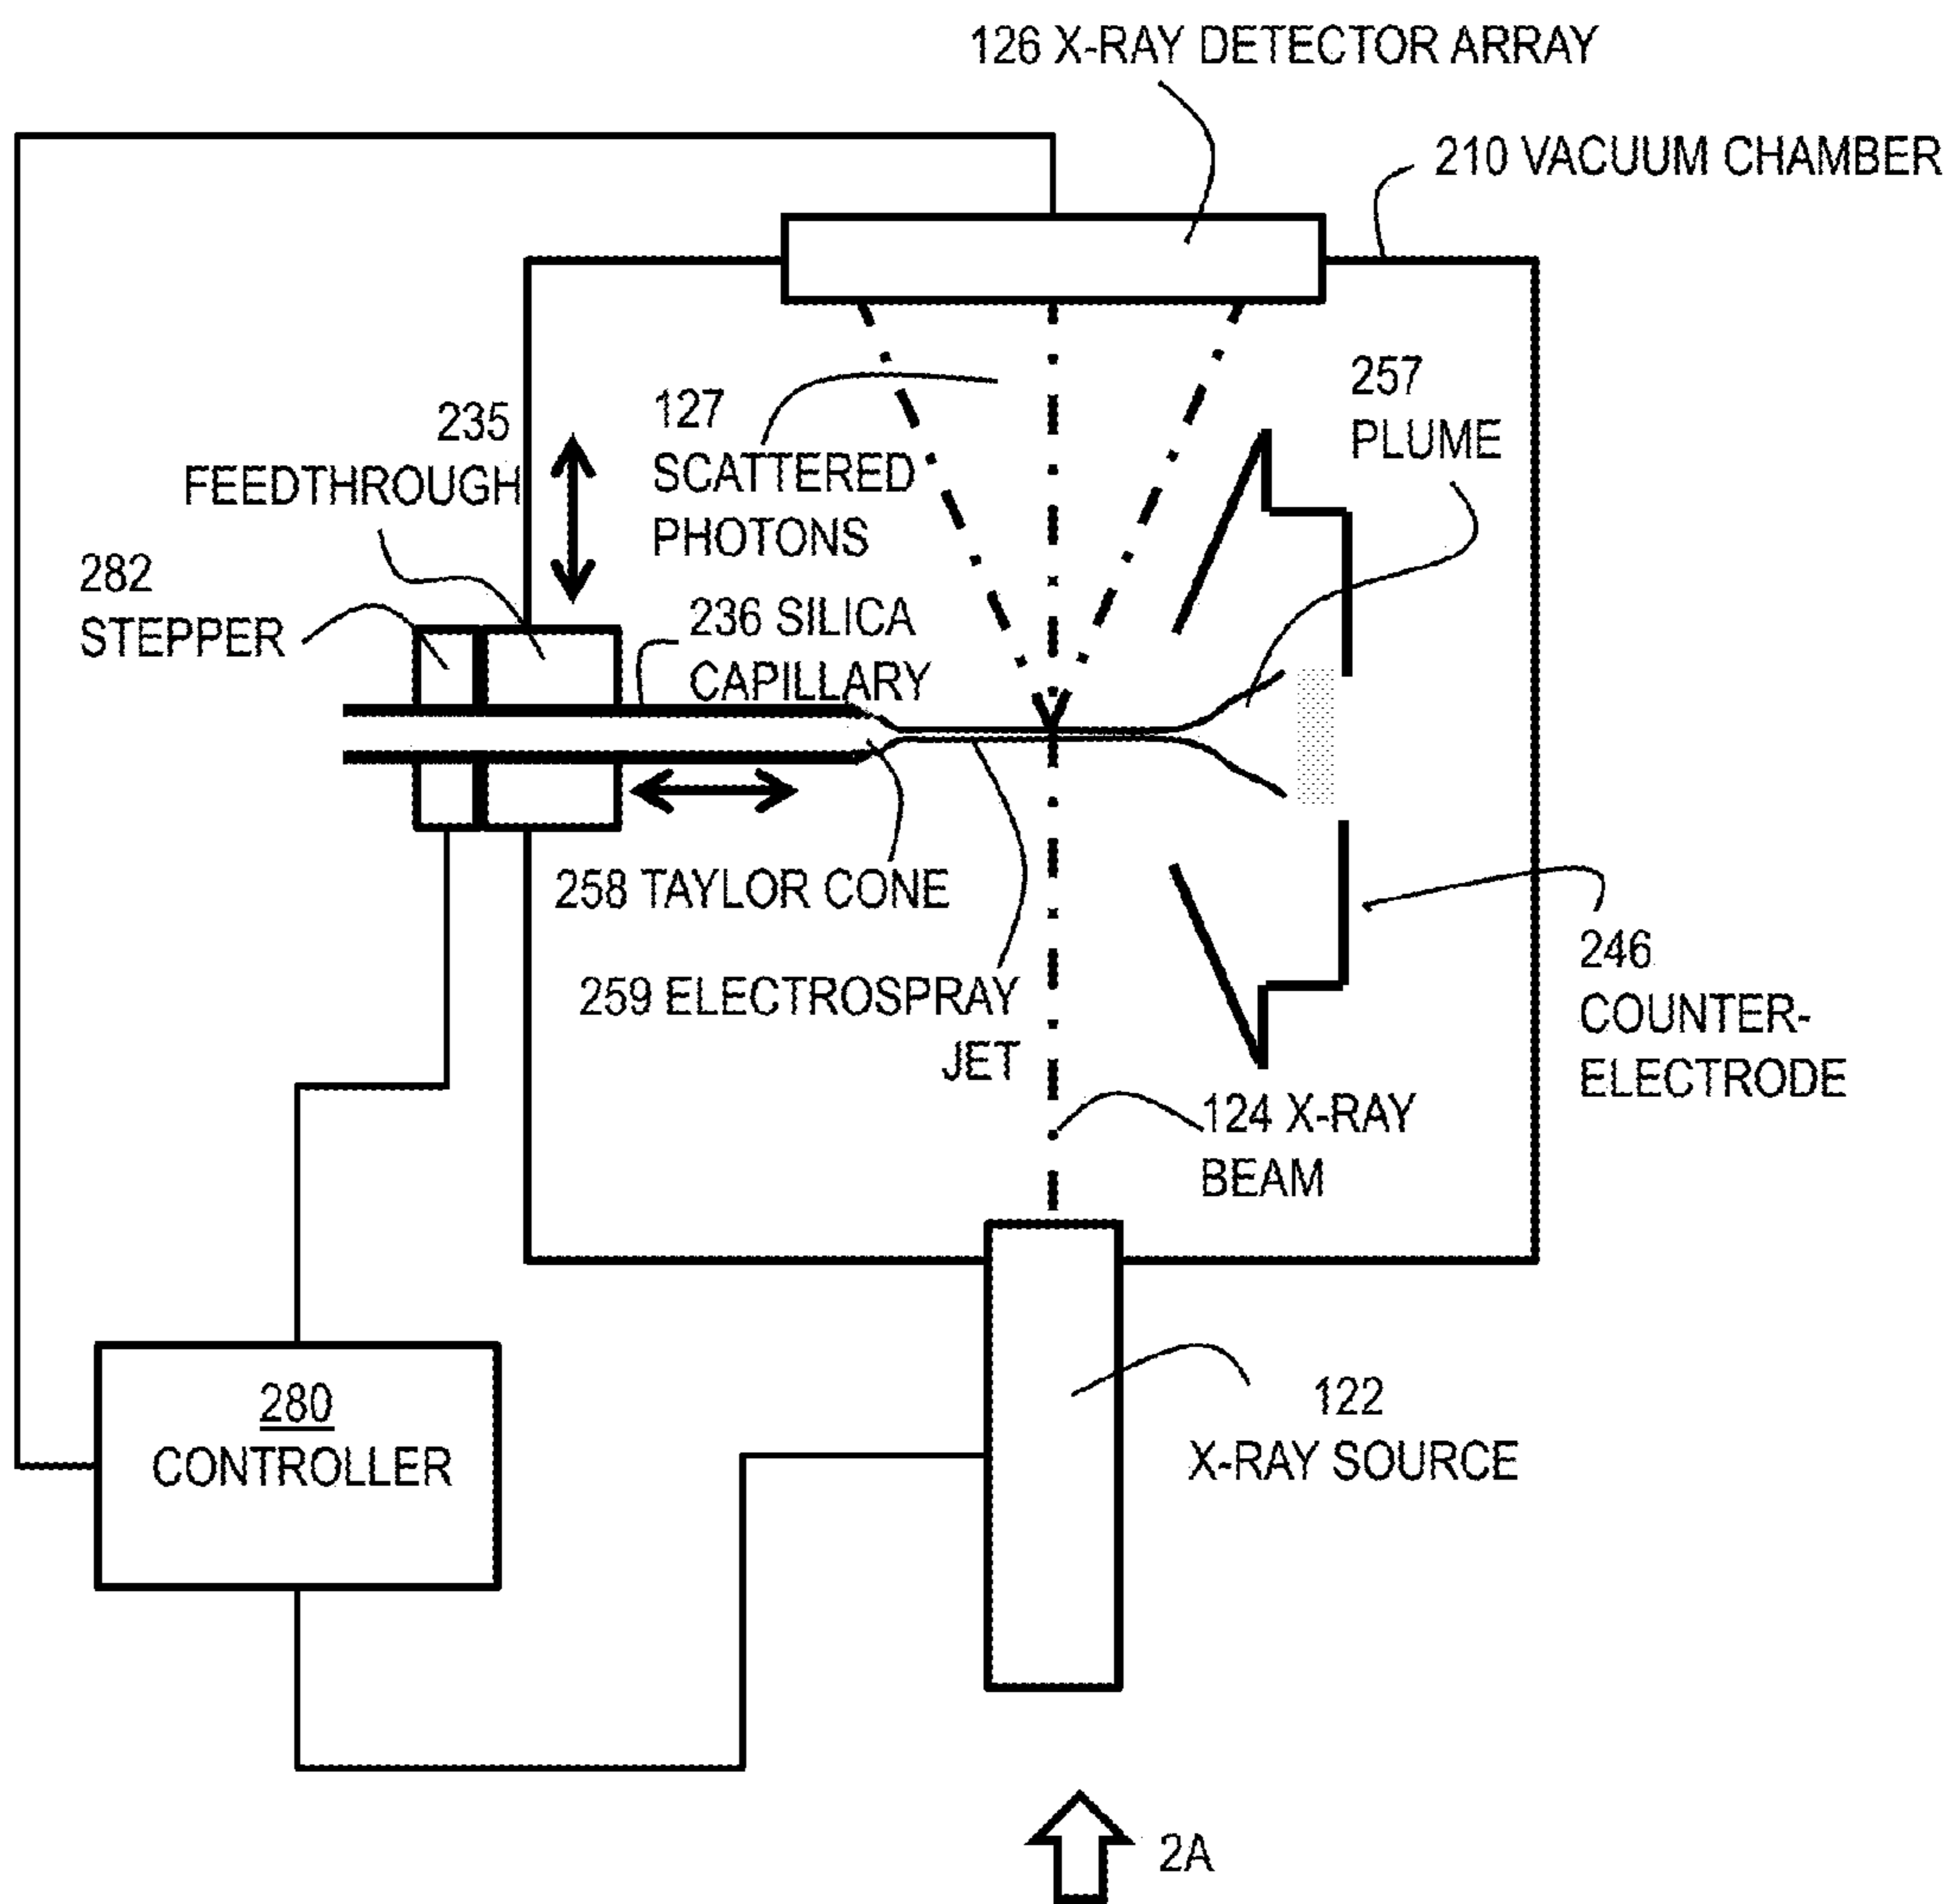 126 X-RAY DETECTOR ARRAY
210 VACUUM CHAMBER
257
PLUME
127
SCATTERED
PHOTONS
235
FEEDTHROUGH
282
STEPPER
236 SILICA
CAPILLARY
258 TAYLOR CONE
259 ELECTROSPRAY
JET
246
COUNTER-
ELECTRODE
124 X-RAY
BEAM
280
CONTROLLER
122
X-RAY SOURCE
2A